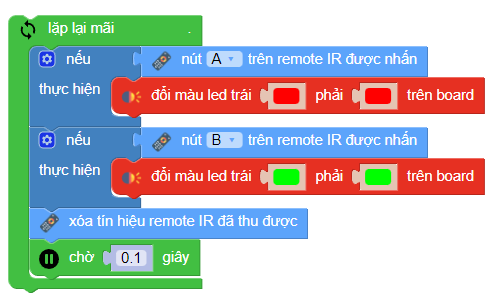 lặp lại mãi .
nếu nút A trên remote IR được nhấn
thực hiện đổi màu led trái phải trên board
nếu nút B trên remote IR được nhấn
thực hiện đổi màu led trái phải trên board
xóa tín hiệu remote IR đã thu được
chờ 0.1 giây